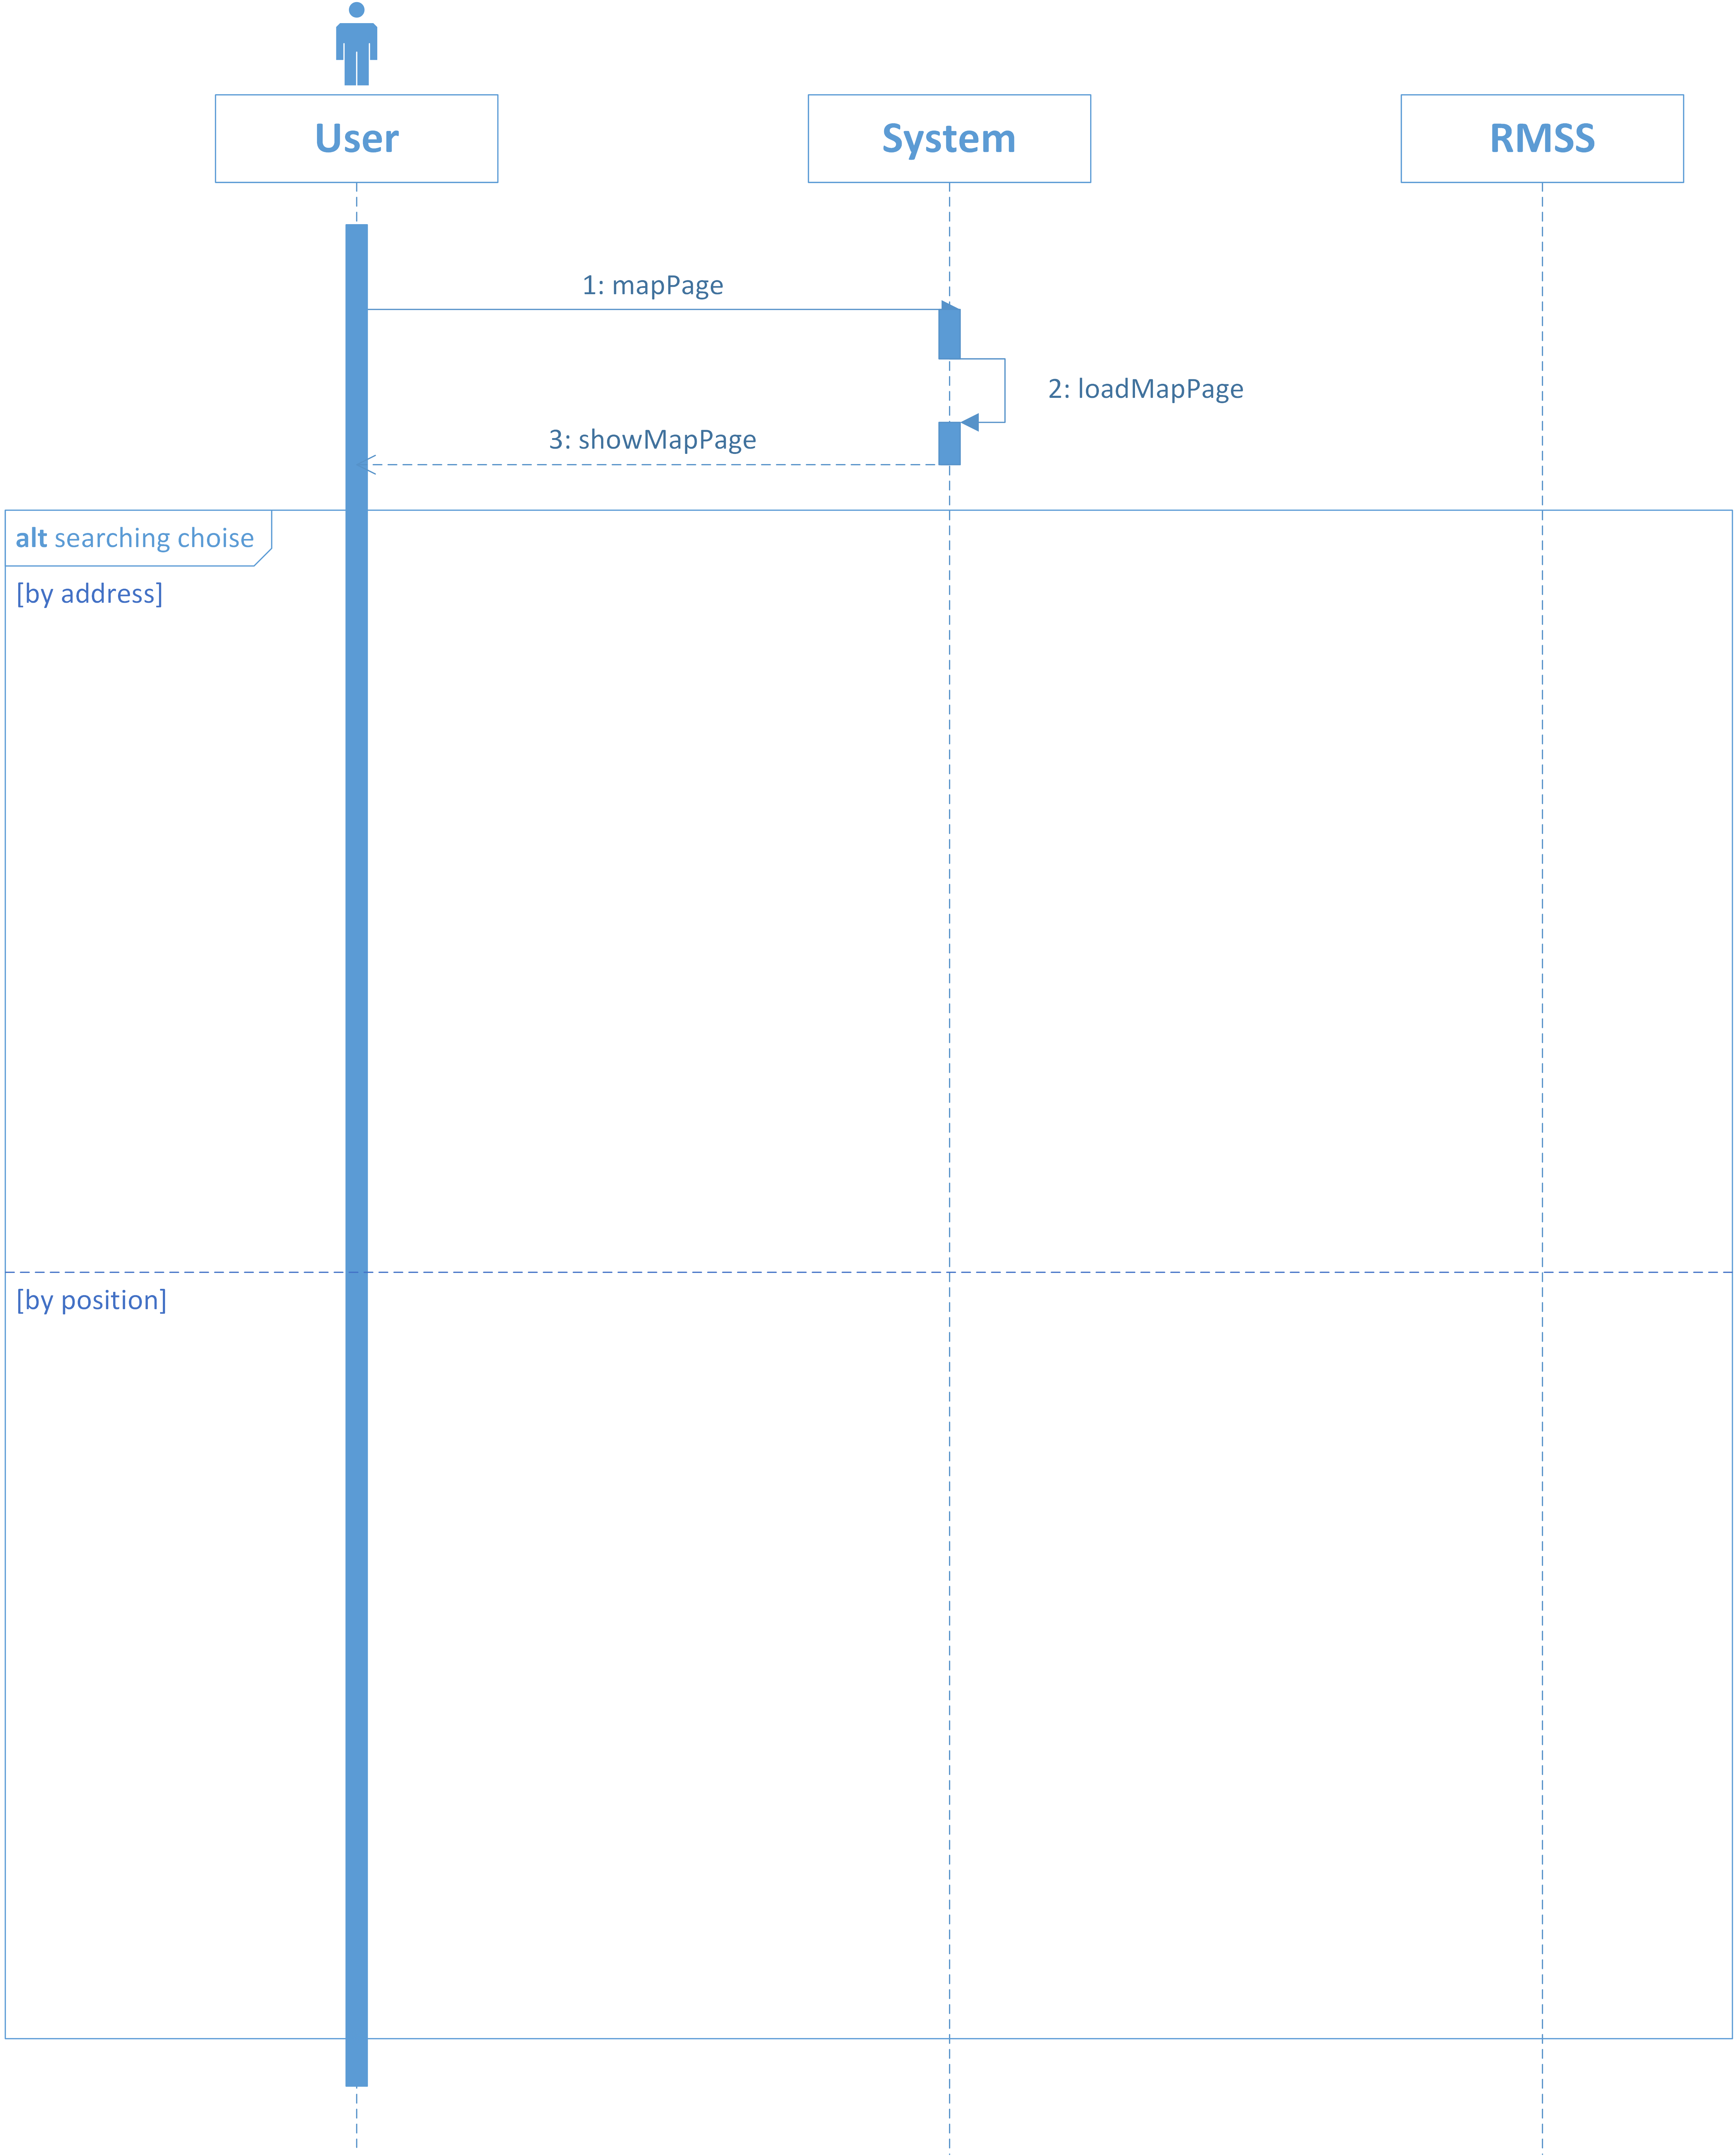 User
System
RMSS
1: mapPage
2: loadMapPage
3: showMapPage
alt searching choise
[by address]
[by position]